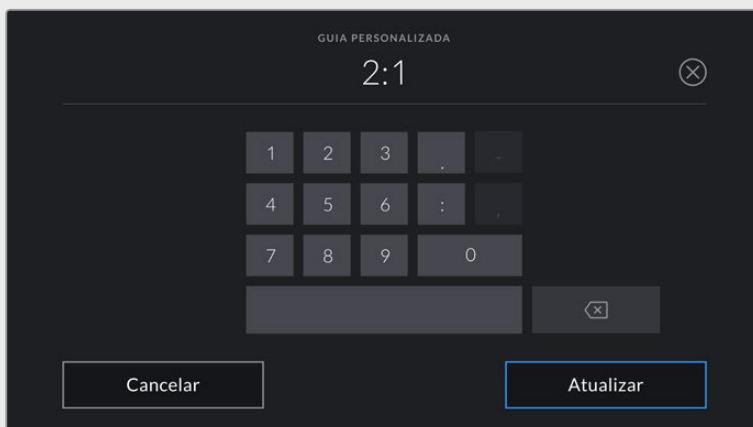 GUIA PERSONALIZADA
2:1
1 2 3 . -
4 5 6 : ,
7 8 9 0
Cancelar Atualizar